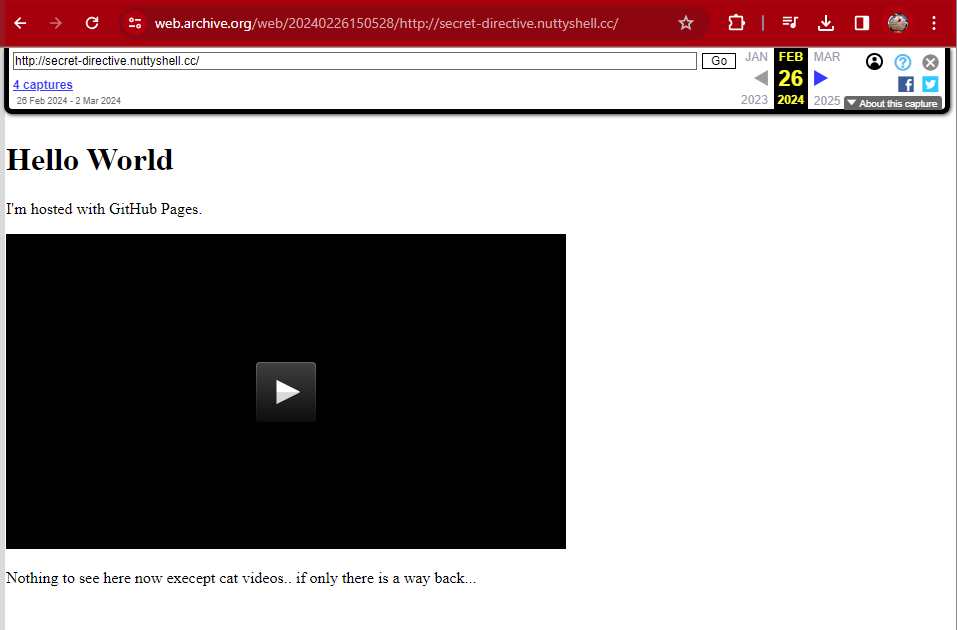 web.archive.org/web/20240226150528/http://secret-directive.nuttyshell.cc/
http://secret-directive.nuttyshell.cc/ Go JAN FEB MAR
4 captures 26
26 Feb 2024 - 2 Mar 2024 2023 2024 2025 About this capture
Hello World
I'm hosted with GitHub Pages.
Nothing to see here now execept cat videos.. if only there is a way back...